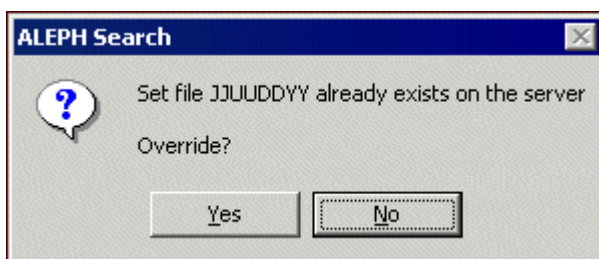 ALEPH Search
Set file JJUUDDYY already exists on the server
Override?
Yes No